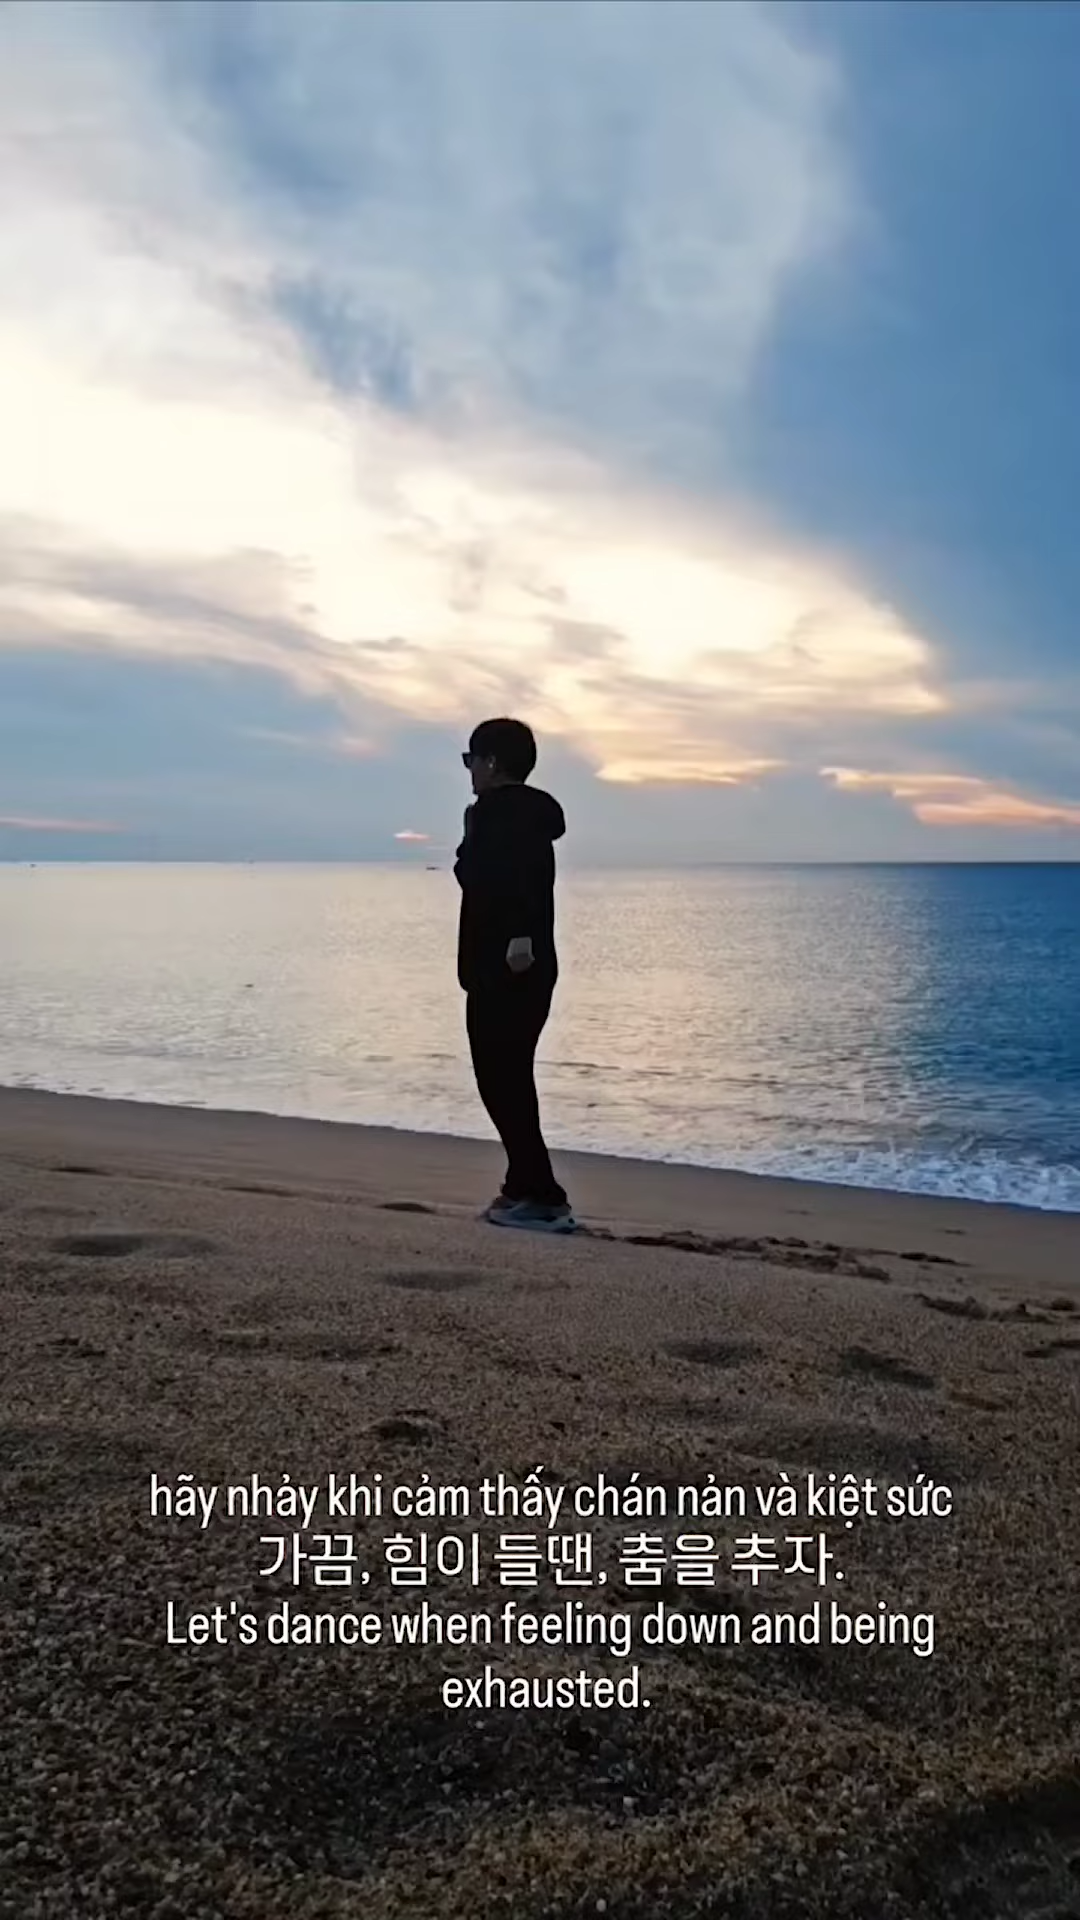 hãy nhảy khi cảm thấy chán nản và kiệt sức
가끔, 힘이 들땐, 춤을 추자.
Let's dance when feeling down and being
exhausted.